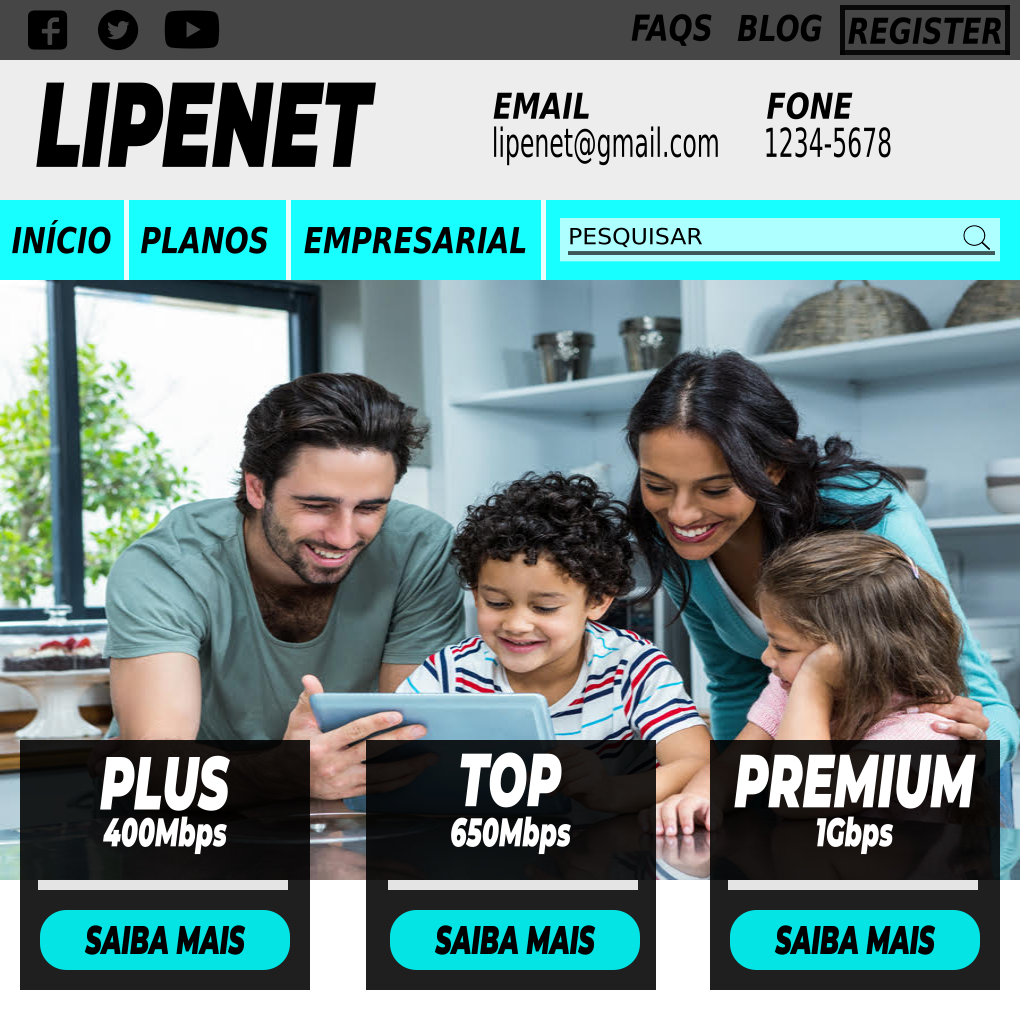 FAQS BLOG REGISTER
LIPENET
EMAIL
lipenet@gmail.com
FONE
1234-5678
INÍCIO PLANOS EMPRESARIAL PESQUISAR
PLUS
400Mbps
SAIBA MAIS
TOP
650Mbps
SAIBA MAIS
PREMIUM
1Gbps
SAIBA MAIS